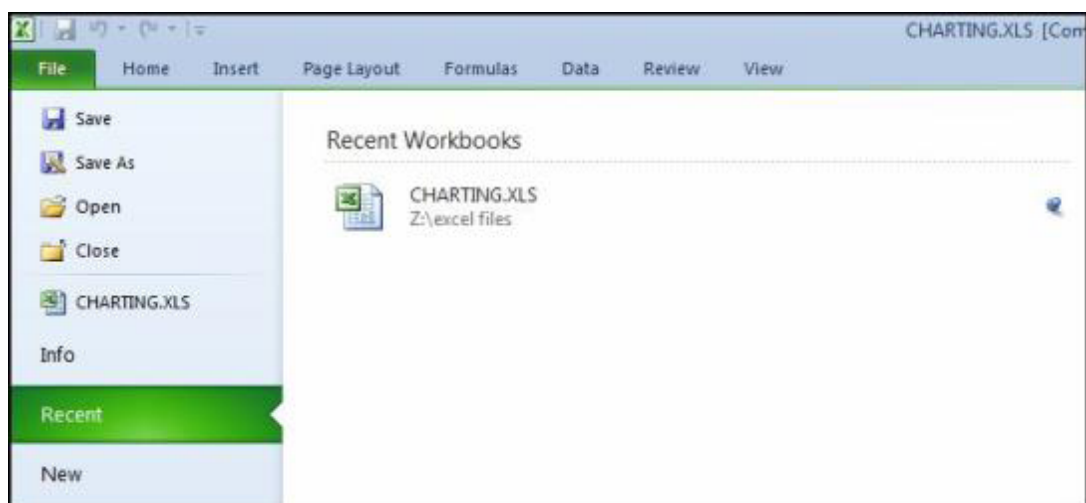 CHARTING.XLS [Com
File Home Insert Page Layout Formulas Data Review View
Save
Save As
Open
Close
CHARTING.XLS
Info
Recent
New
Recent Workbooks
CHARTING.XLS
Z:\excel files